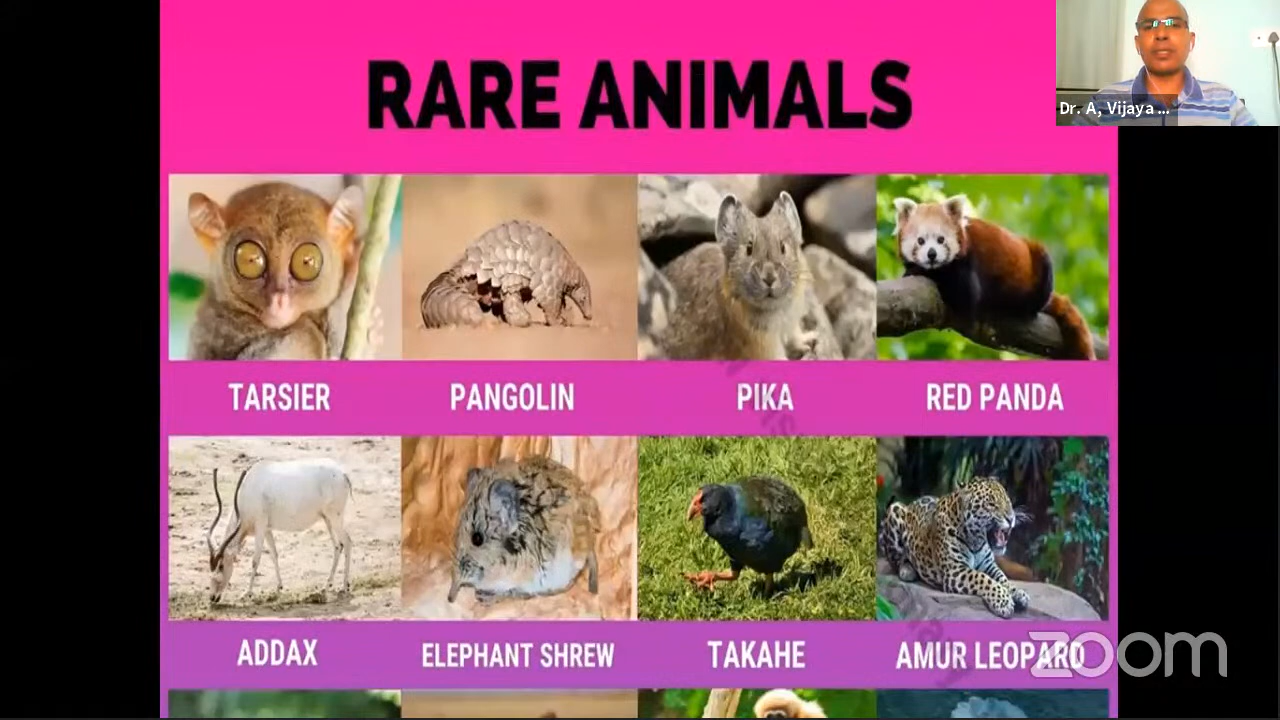 RARE ANIMALS
Dr. A, Vijaya ...
TARSIER
PANGOLIN
PIKA
RED PANDA
ADDAX
ELEPHANT SHREW
TAKAHE
AMUR LEOPARD
zoom